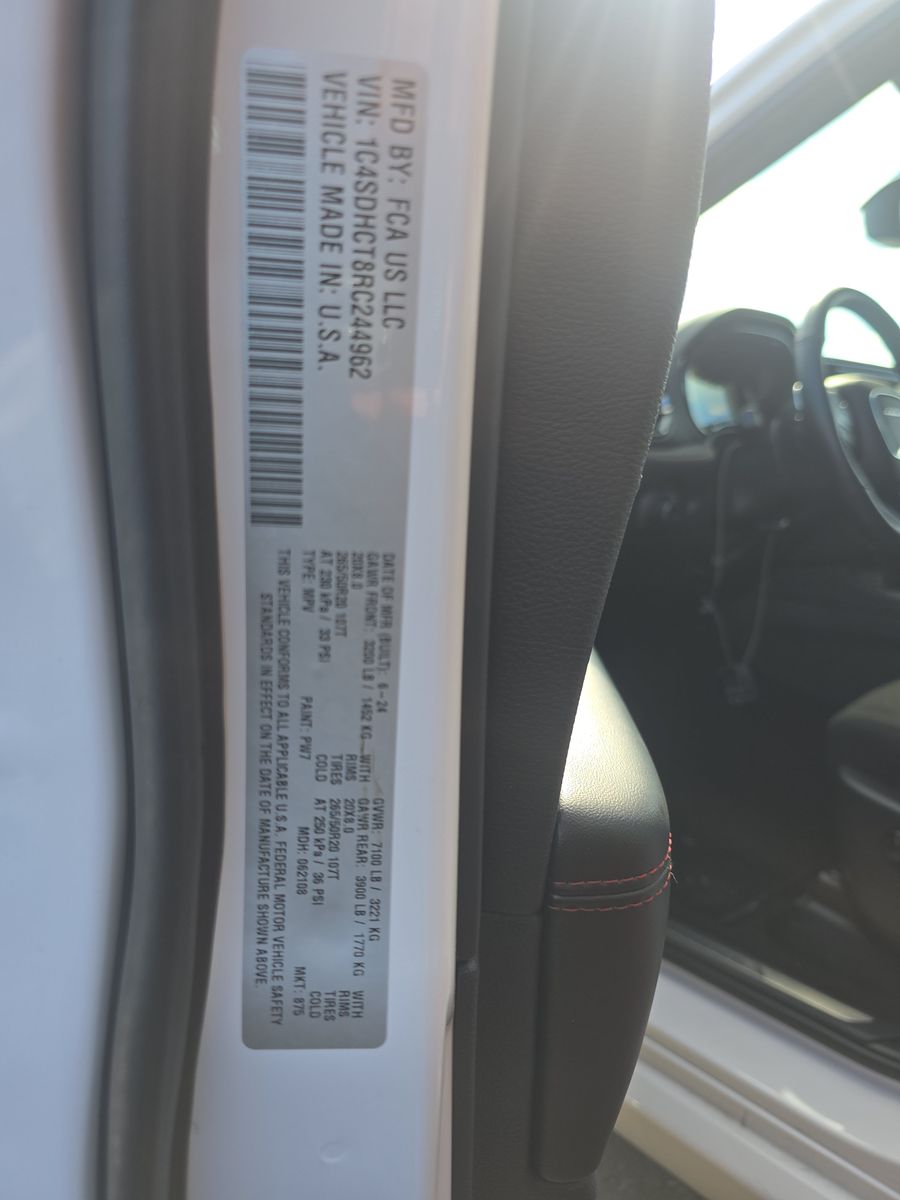 MFD BY: FCA US LLC
VIN: 1C4SDHCT8RC244962
VEHICLE MADE IN: U.S.A.
DATE OF MFR (BUILT): 6-24 GVWR: 7100 LB / 3221 KG
GAWR FRONT: 3200 LB / 1452 KG WITH GAWR REAR: 3900 LB / 1770 KG WITH
20X8.0 RIMS 20X8.0 RIMS
265/50R20 107T TIRES 265/50R20 107T TIRES
AT 230 kPa / 33 PSI COLD AT 250 kPa / 36 PSI COLD
TYPE: MPV PAINT: PW7 MDH: 062108 MKT: 875
THIS VEHICLE CONFORMS TO ALL APPLICABLE U.S.A. FEDERAL MOTOR VEHICLE SAFETY
STANDARDS IN EFFECT ON THE DATE OF MANUFACTURE SHOWN ABOVE.